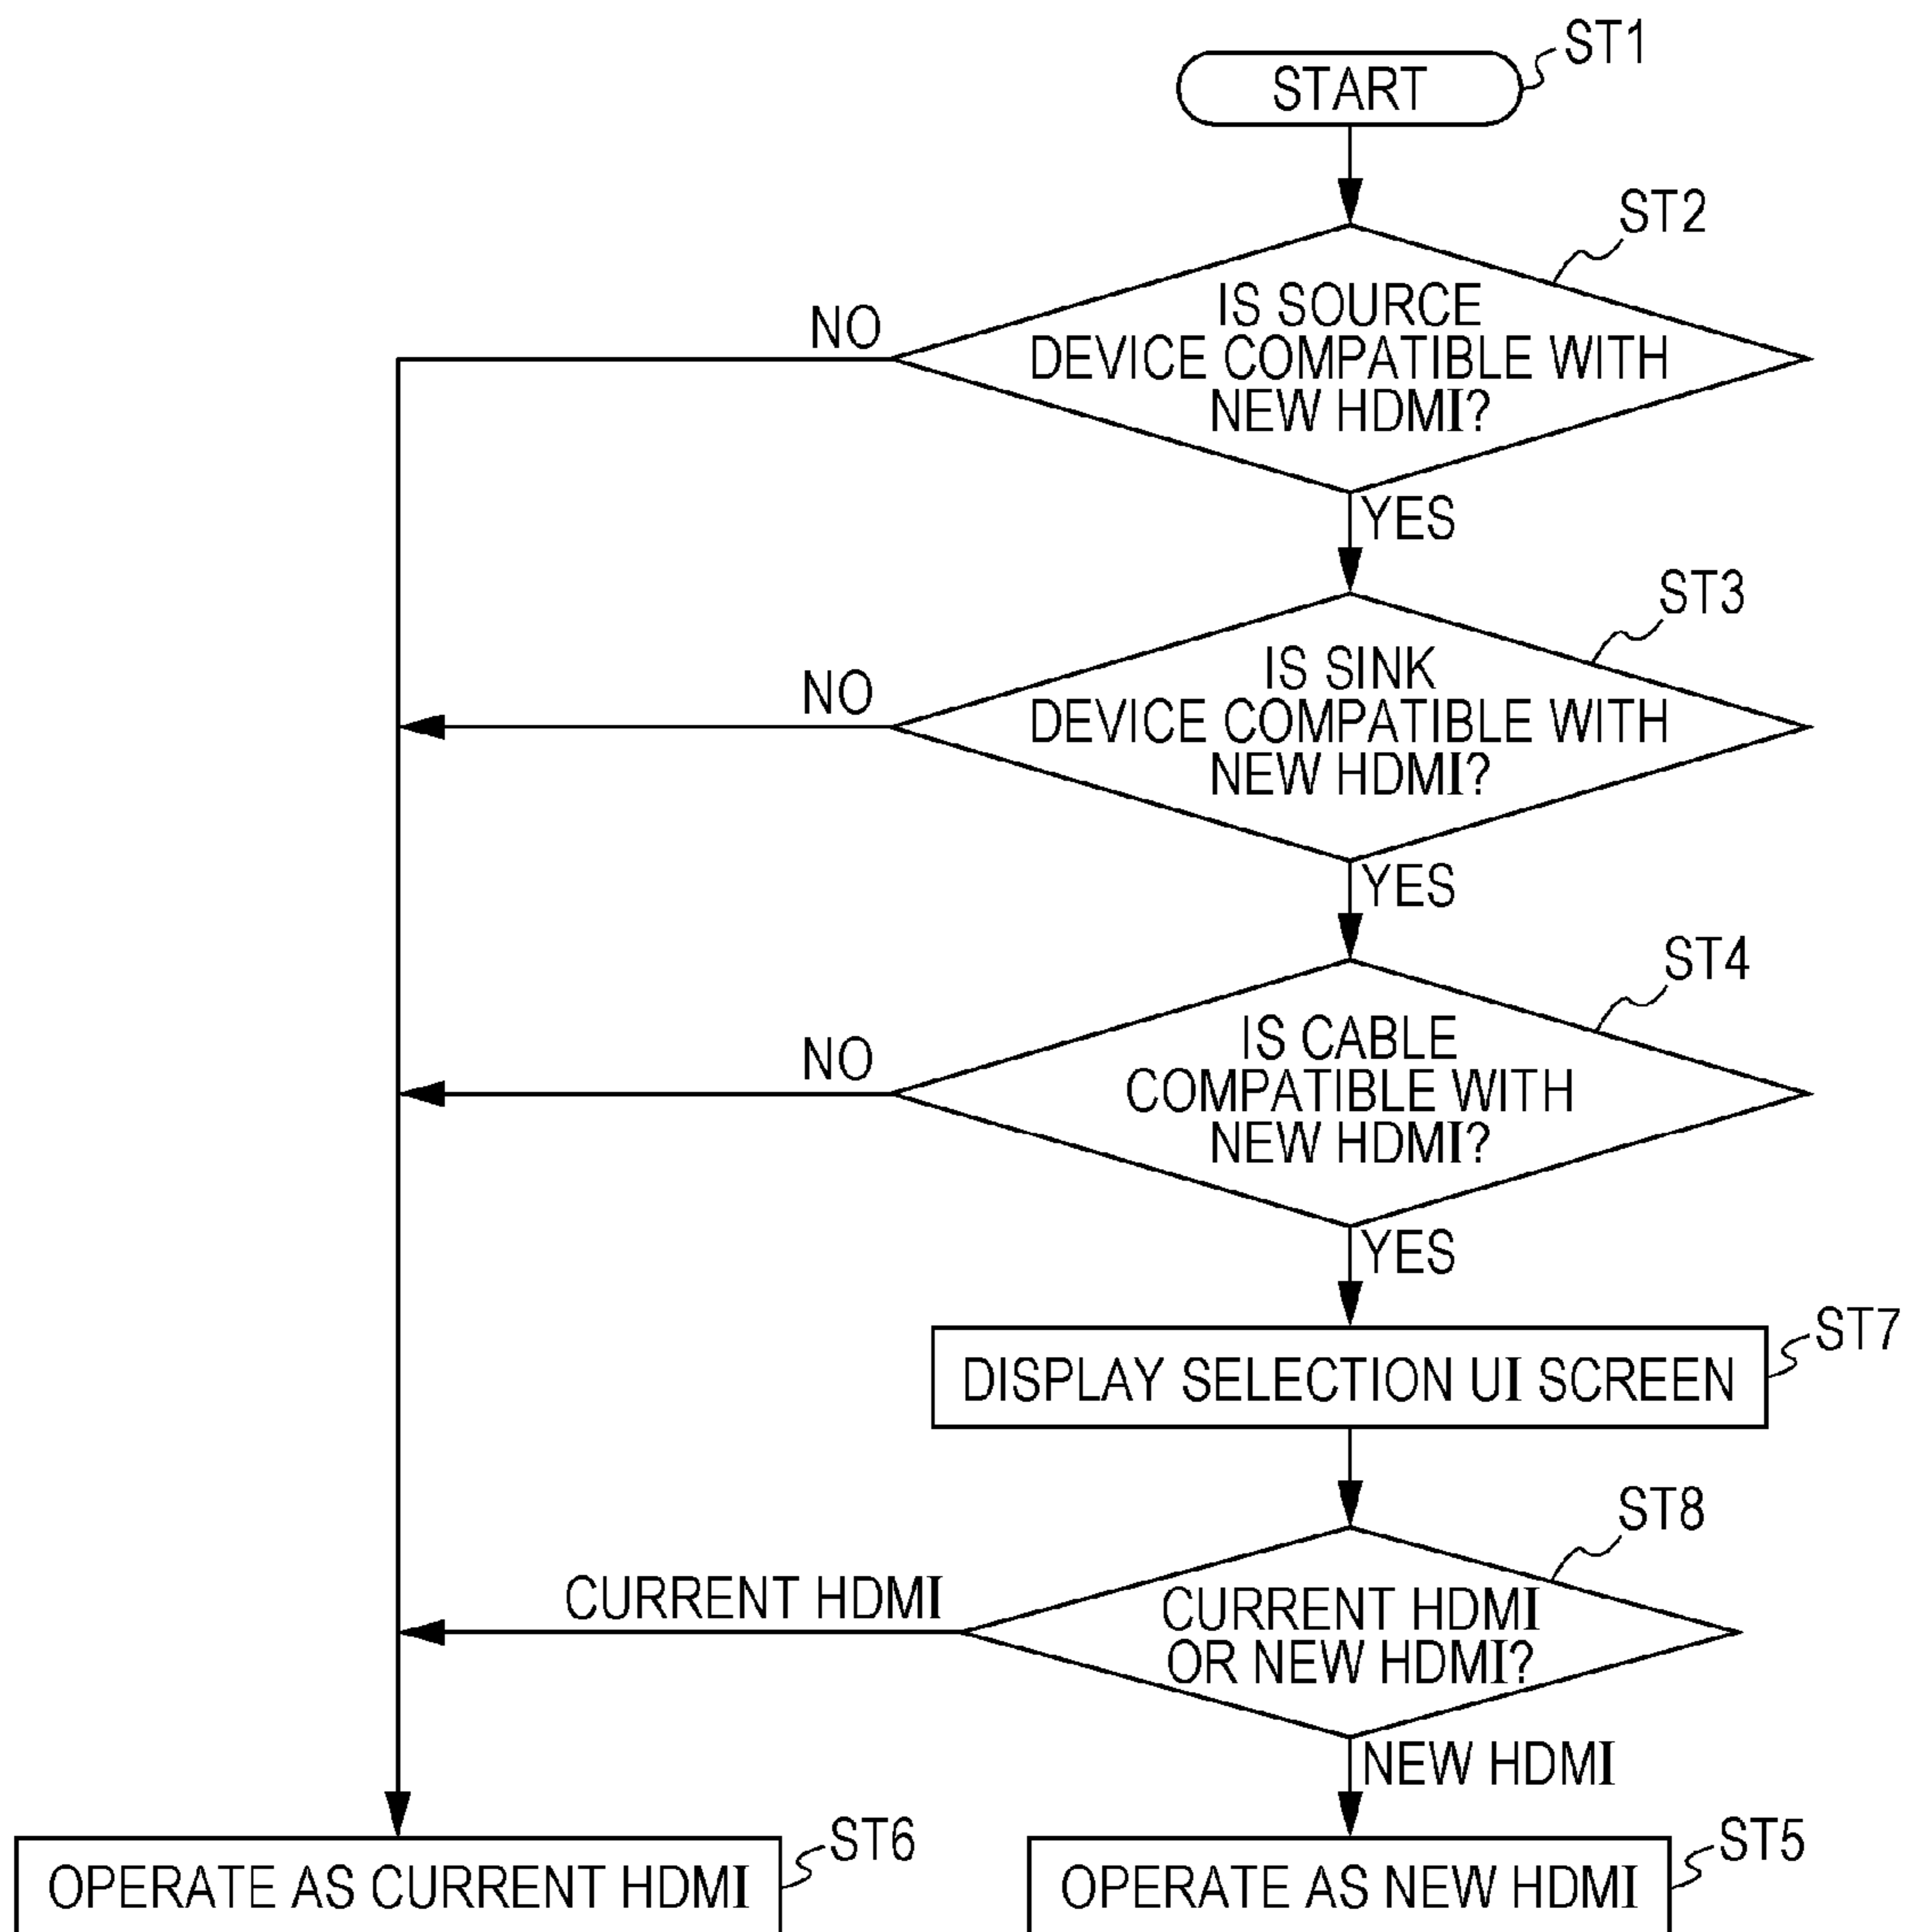 ST1
START
ST2
IS SOURCE
DEVICE COMPATIBLE WITH
NEW HDMI?
NO
YES
ST3
IS SINK
DEVICE COMPATIBLE WITH
NEW HDMI?
NO
YES
ST4
IS CABLE
COMPATIBLE WITH
NEW HDMI?
NO
YES
ST7
DISPLAY SELECTION UI SCREEN
ST8
CURRENT HDMI
OR NEW HDMI?
CURRENT HDMI
NEW HDMI
ST6
OPERATE AS CURRENT HDMI
ST5
OPERATE AS NEW HDMI